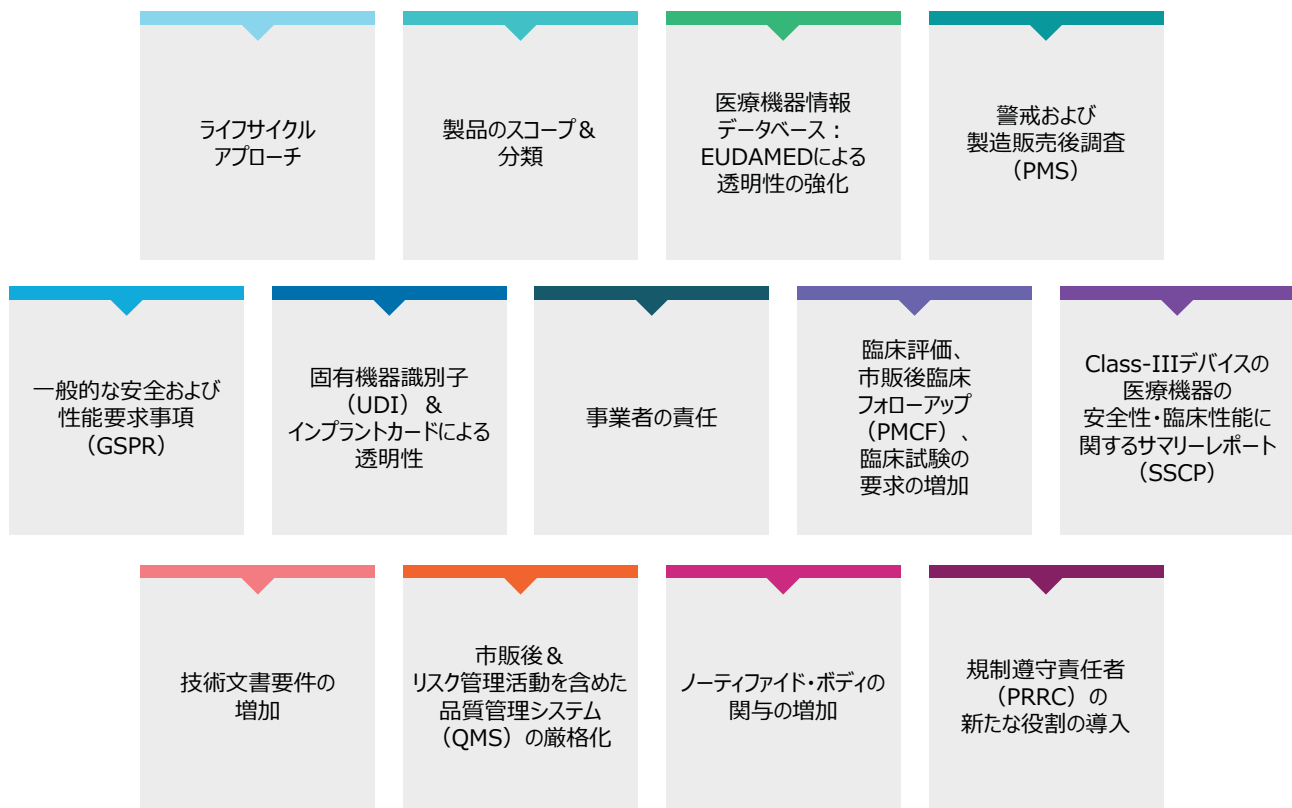 ライフサイクル
アプローチ
製品のスコープ＆
分類
医療機器情報
データベース：
EUDAMEDによる
透明性の強化
警戒および
製造販売後調査
（PMS）
一般的な安全および
性能要求事項
（GSPR）
固有機器識別子
（UDI）＆
インプラントカードによる
透明性
事業者の責任
臨床評価、
市販後臨床
フォローアップ
（PMCF）、
臨床試験の
要求の増加
Class-IIIデバイスの
医療機器の
安全性・臨床性能に
関するサマリーレポート
（SSCP）
技術文書要件の
増加
市販後＆
リスク管理活動を含めた
品質管理システム
（QMS）の厳格化
ノーティファイド・ボディの
関与の増加
規制遵守責任者
（PRRC）の
新たな役割の導入